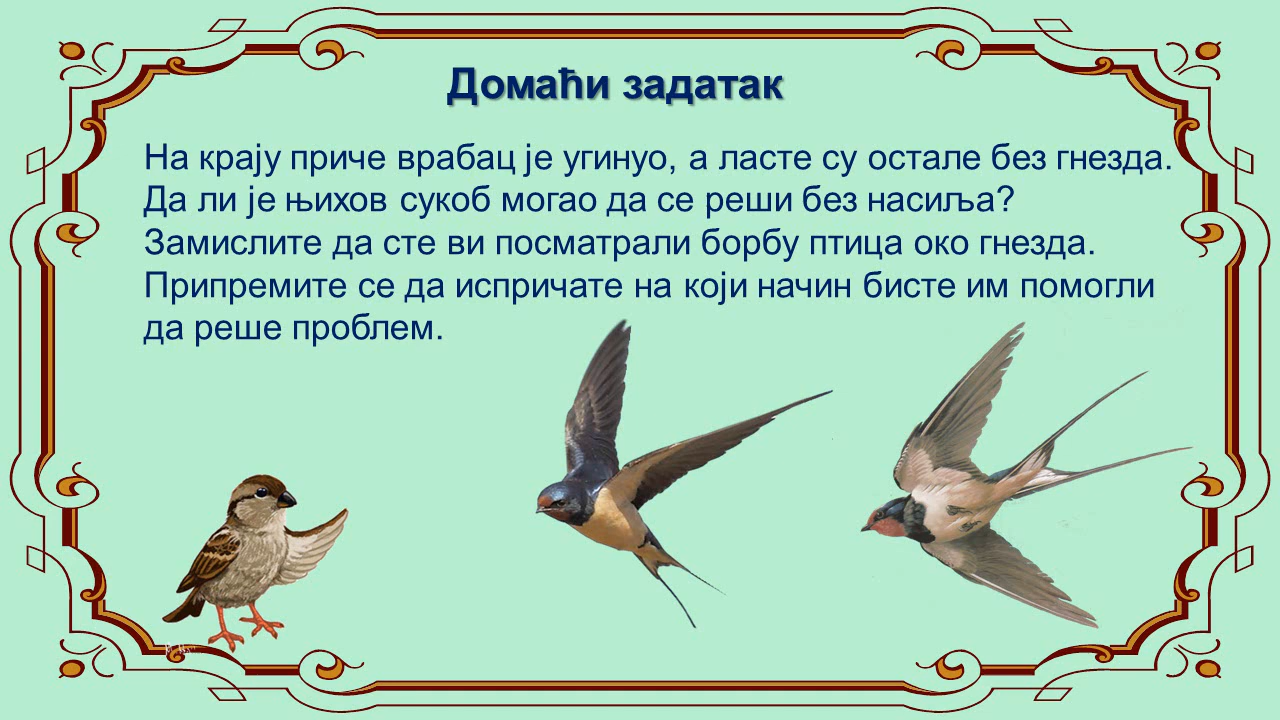 Домаћи задатак
На крају приче врабац је угинуо, а ласте су остале без гнезда.
Да ли је њихов сукоб могао да се реши без насиља?
Замислите да сте ви посматрали борбу птица око гнезда.
Припремите се да испричате на који начин бисте им помогли
да реше проблем.